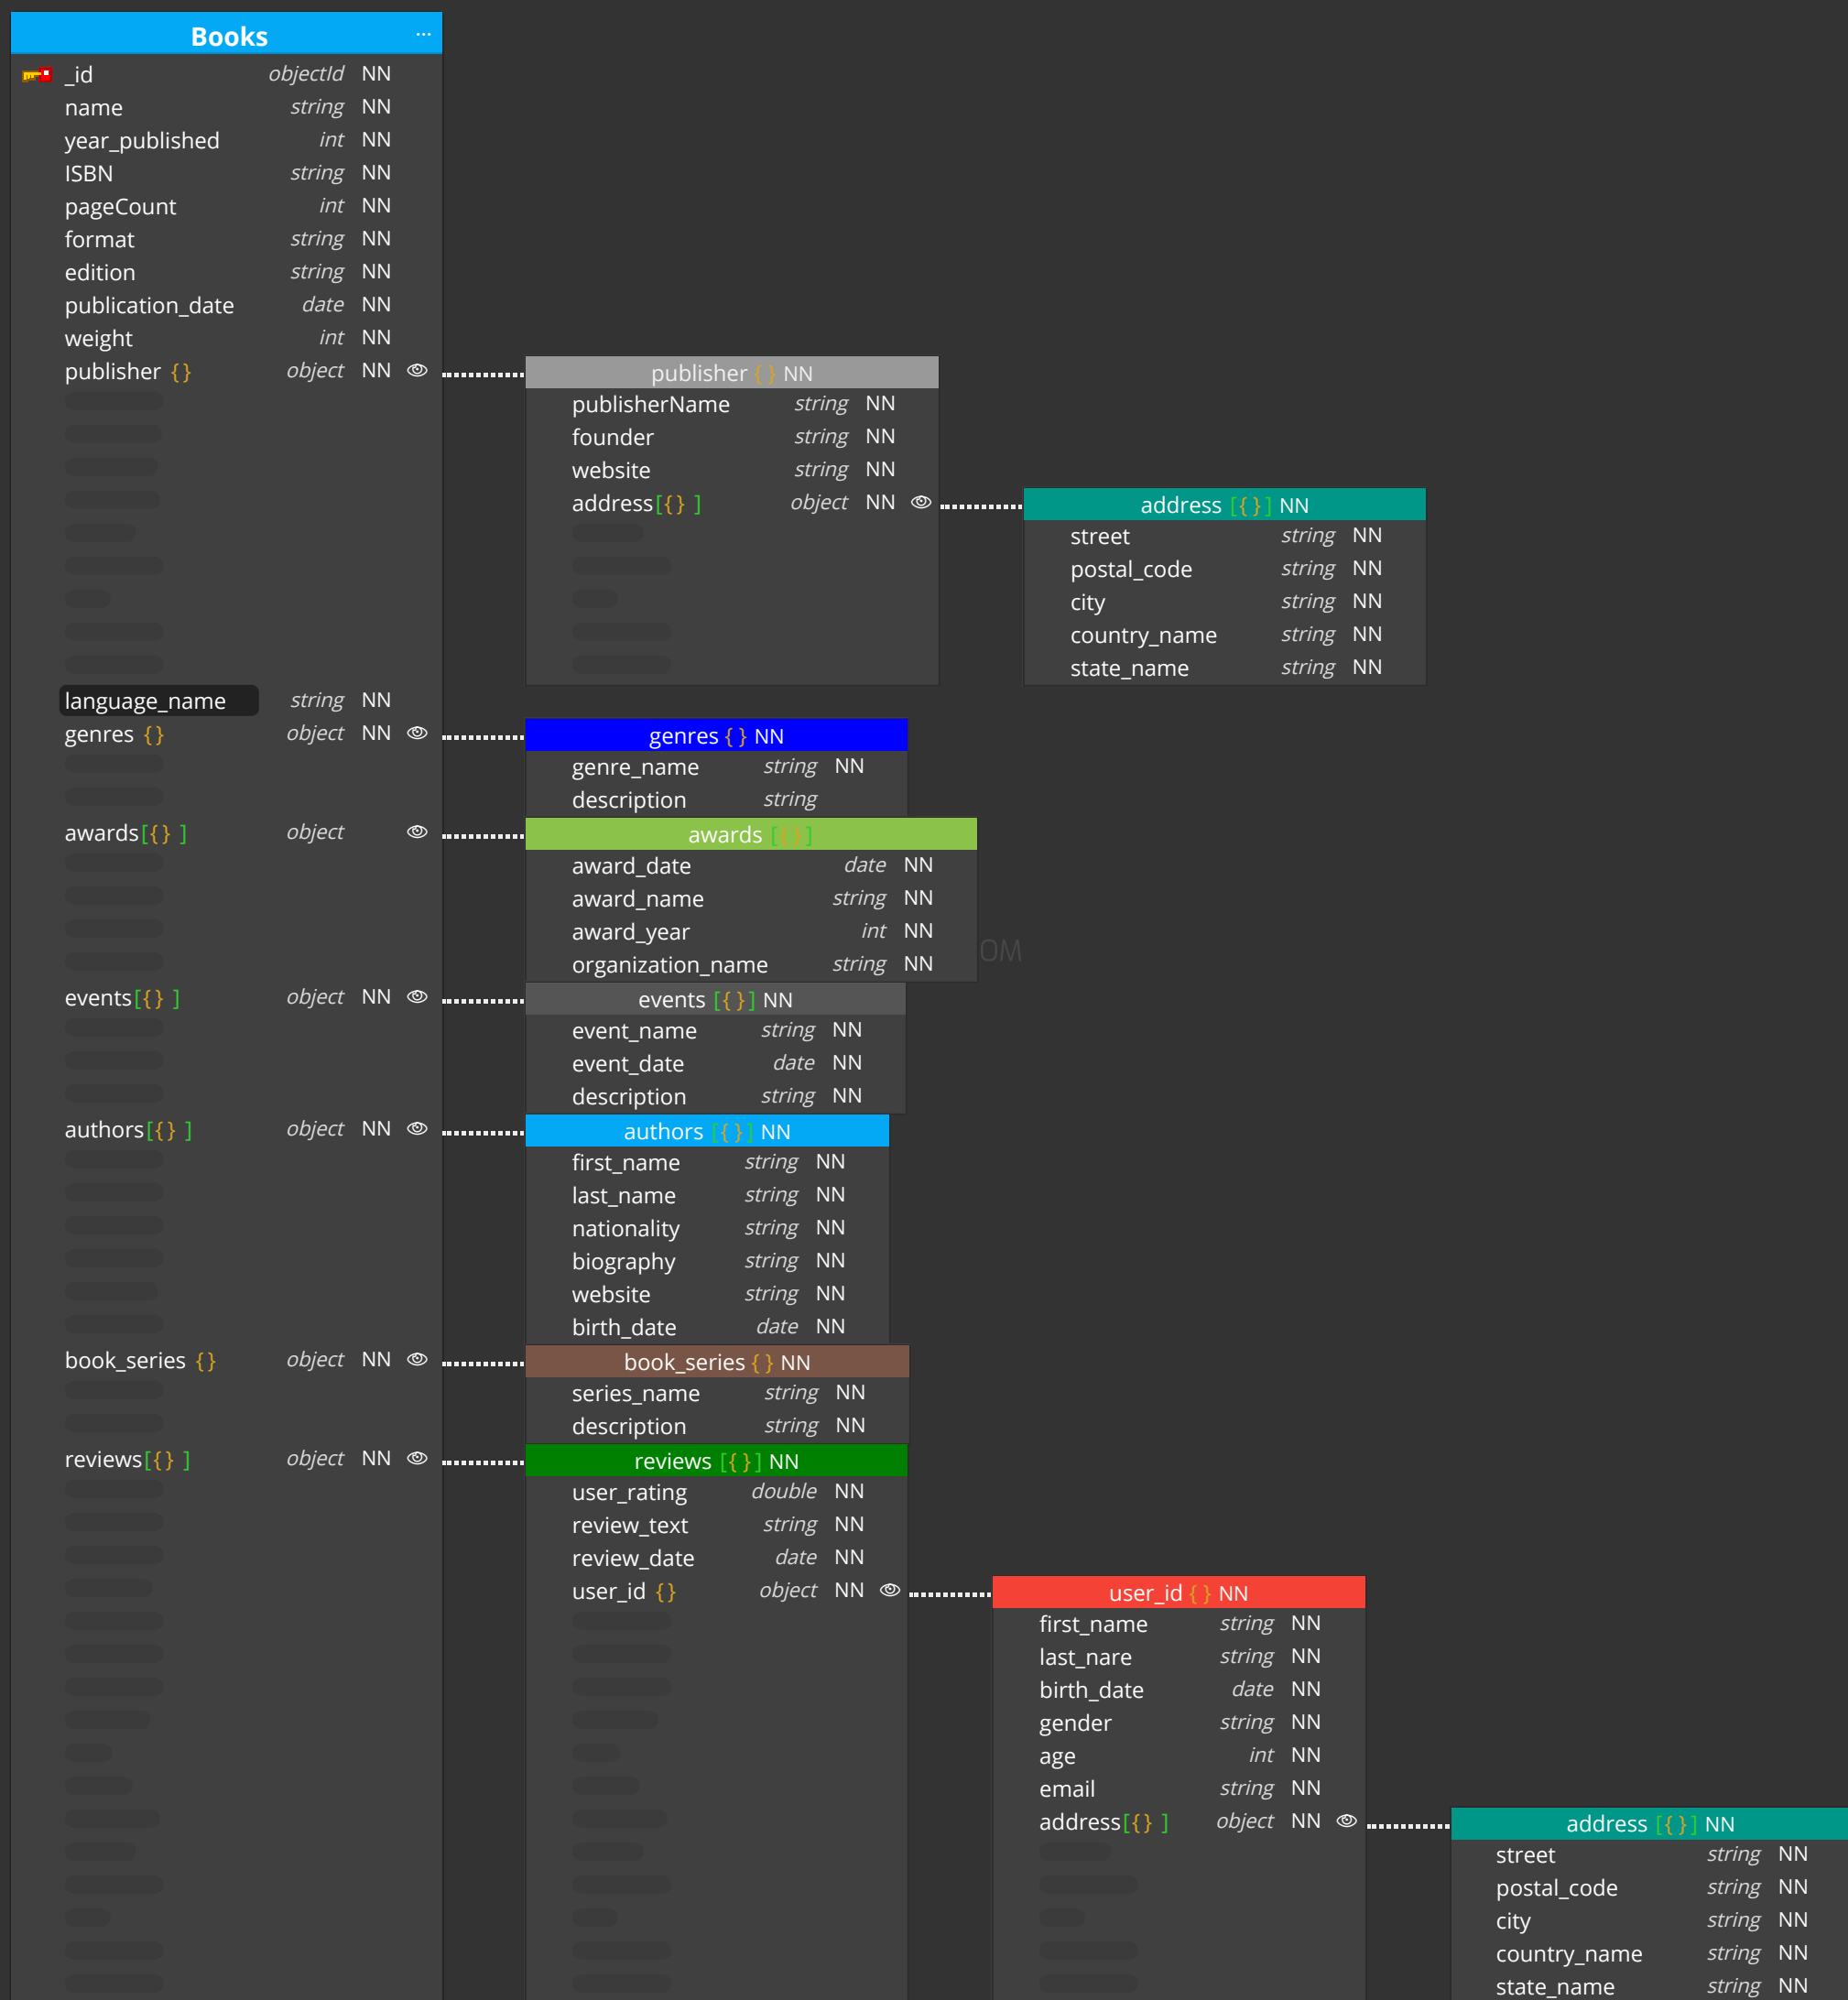 Books ...
_id objectId NN
name string NN
year_published int NN
ISBN string NN
pageCount int NN
format string NN
edition string NN
publication_date date NN
weight int NN
publisher {} object NN
publisher { } NN
publisherName string NN
founder string NN
website string NN
address[{} ] object NN
address [{ }] NN
street string NN
postal_code string NN
city string NN
country_name string NN
state_name string NN
language_name string NN
genres {} object NN
genres { } NN
genre_name string NN
description string
awards[{} ] object
awards [{ }]
award_date date NN
award_name string NN
award_year int NN
organization_name string NN
OM
events[{} ] object NN
events [{ }] NN
event_name string NN
event_date date NN
description string NN
authors[{} ] object NN
authors [{ }] NN
first_name string NN
last_name string NN
nationality string NN
biography string NN
website string NN
birth_date date NN
book_series {} object NN
book_series { } NN
series_name string NN
description string NN
reviews[{} ] object NN
reviews [{ }] NN
user_rating double NN
review_text string NN
review_date date NN
user_id {} object NN
user_id { } NN
first_name string NN
last_nare string NN
birth_date date NN
gender string NN
age int NN
email string NN
address[{} ] object NN
address [{ }] NN
street string NN
postal_code string NN
city string NN
country_name string NN
state_name string NN